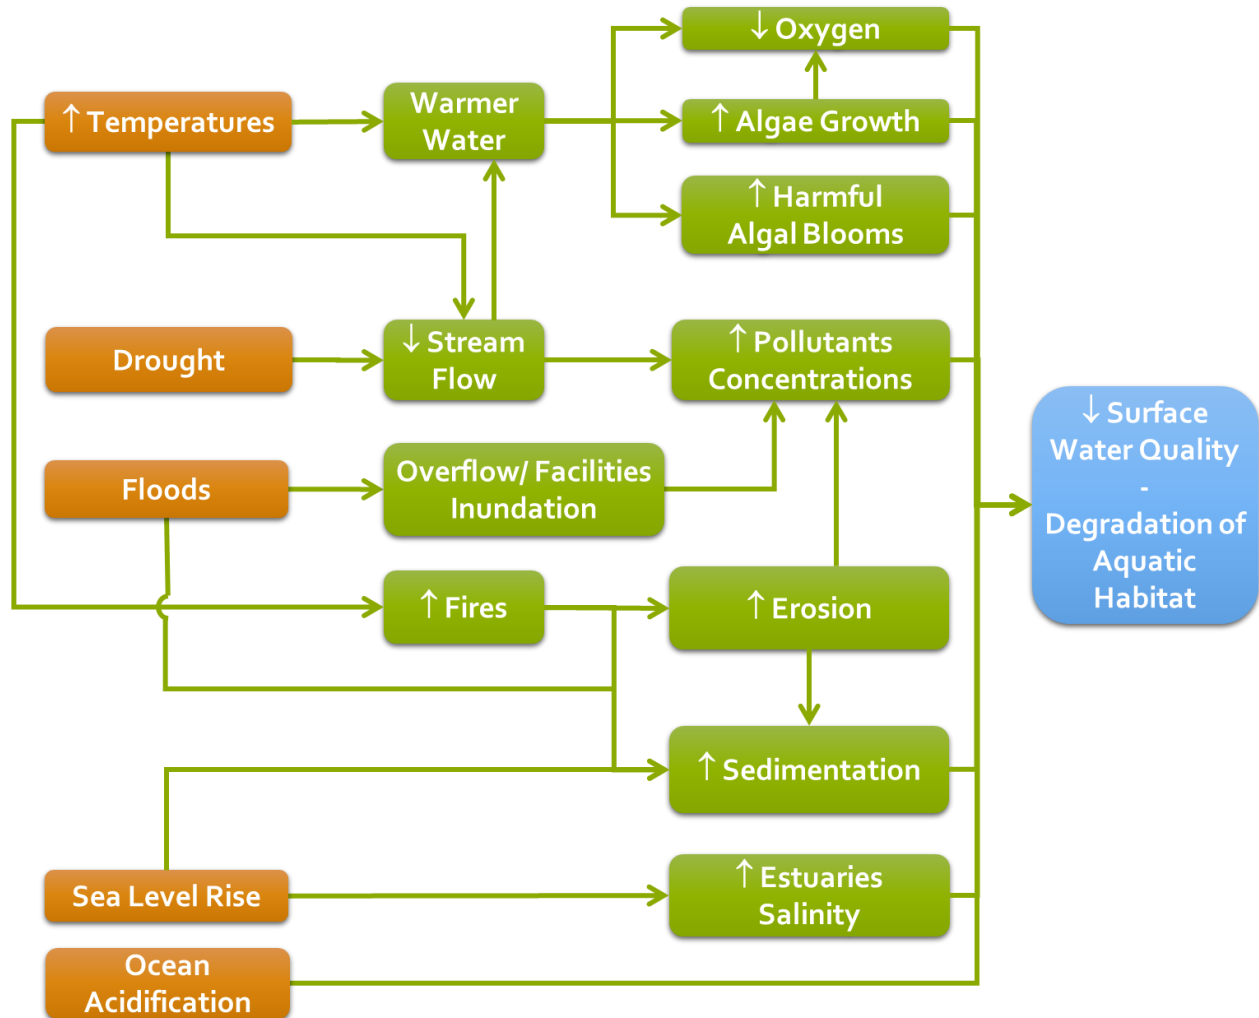 ↓ Oxygen
↑ Temperatures
Warmer
Water
↑ Algae Growth
↑ Harmful
Algal Blooms
Drought
↓ Stream
Flow
↑ Pollutants
Concentrations
↓ Surface
Water Quality
-
Degradation of
Aquatic
Habitat
Floods
Overflow/ Facilities
Inundation
↑ Fires
↑ Erosion
↑ Sedimentation
Sea Level Rise
↑ Estuaries
Salinity
Ocean
Acidification